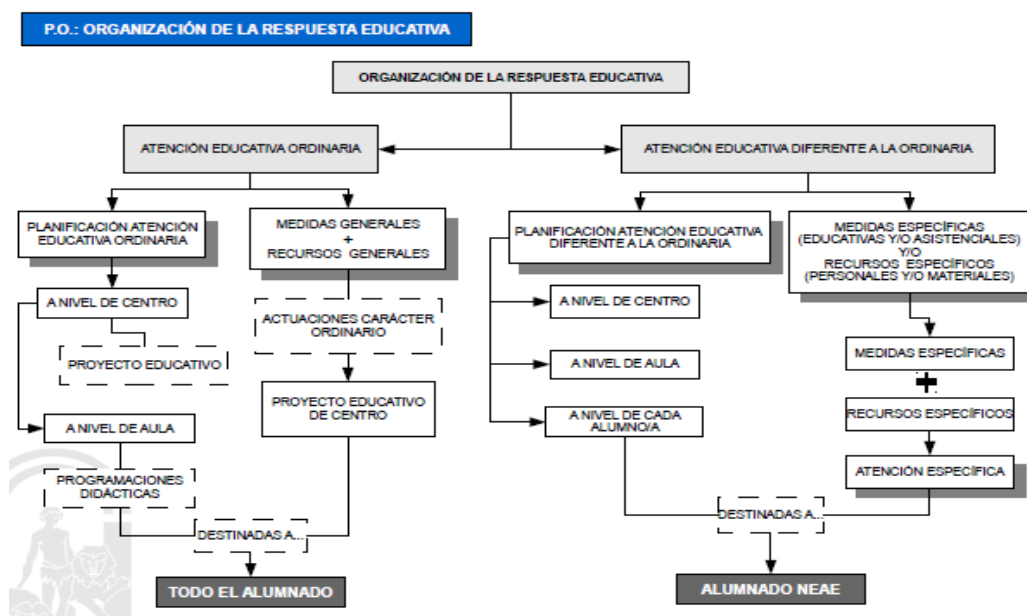 P.O.: ORGANIZACIÓN DE LA RESPUESTA EDUCATIVA
ORGANIZACIÓN DE LA RESPUESTA EDUCATIVA
ATENCIÓN EDUCATIVA ORDINARIA
ATENCIÓN EDUCATIVA DIFERENTE A LA ORDINARIA
PLANIFICACIÓN ATENCIÓN
EDUCATIVA ORDINARIA
MEDIDAS GENERALES
+
RECURSOS GENERALES
PLANIFICACIÓN ATENCIÓN EDUCATIVA
DIFERENTE A LA ORDINARIA
MEDIDAS ESPECÍFICAS
(EDUCATIVAS Y/O ASISTENCIALES)
Y/O
RECURSOS ESPECÍFICOS
(PERSONALES Y/O MATERIALES)
A NIVEL DE CENTRO
PROYECTO EDUCATIVO
A NIVEL DE AULA
PROGRAMACIONES
DIDÁCTICAS
ACTUACIONES CARÁCTER
ORDINARIO
PROYECTO EDUCATIVO
DE CENTRO
DESTINADAS A...
TODO EL ALUMNADO
A NIVEL DE CENTRO
A NIVEL DE AULA
A NIVEL DE CADA
ALUMNO/A
MEDIDAS ESPECÍFICAS
+
RECURSOS ESPECÍFICOS
ATENCIÓN ESPECÍFICA
DESTINADAS A...
ALUMNADO NEAE